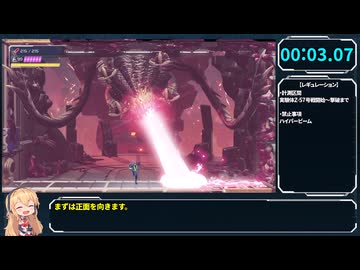 00:03.07
【レギュレーション】
・計測区間
実験体Z-57号戦開始～撃破まで
・禁止事項
ハイパービーム
まずは正面を向きます。